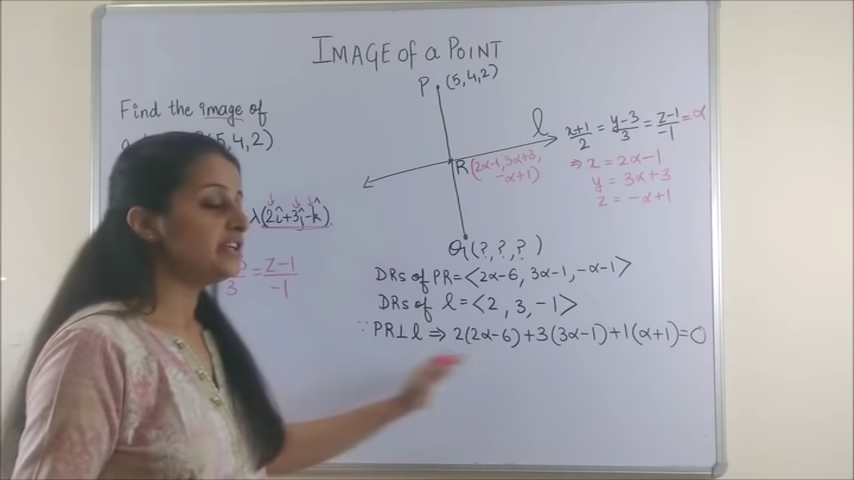 IMAGE of a POINT
Find the image of
5,4,2)
λ(2î+3ĵ-k̂).
3 = z-1/-1
P (5,4,2)
l
R(2α-1,3α+3,
-α+1)
Q(?,?,?)
x+1/2 = y-3/3 = z-1/-1 = α
⇒ x = 2α-1
y = 3α+3
z = -α+1
DRs of PR = <2α-6, 3α-1, -α-1>
DRs of l = <2, 3, -1>
∵ PR⊥l ⇒ 2(2α-6)+3(3α-1)+1(α+1)=0